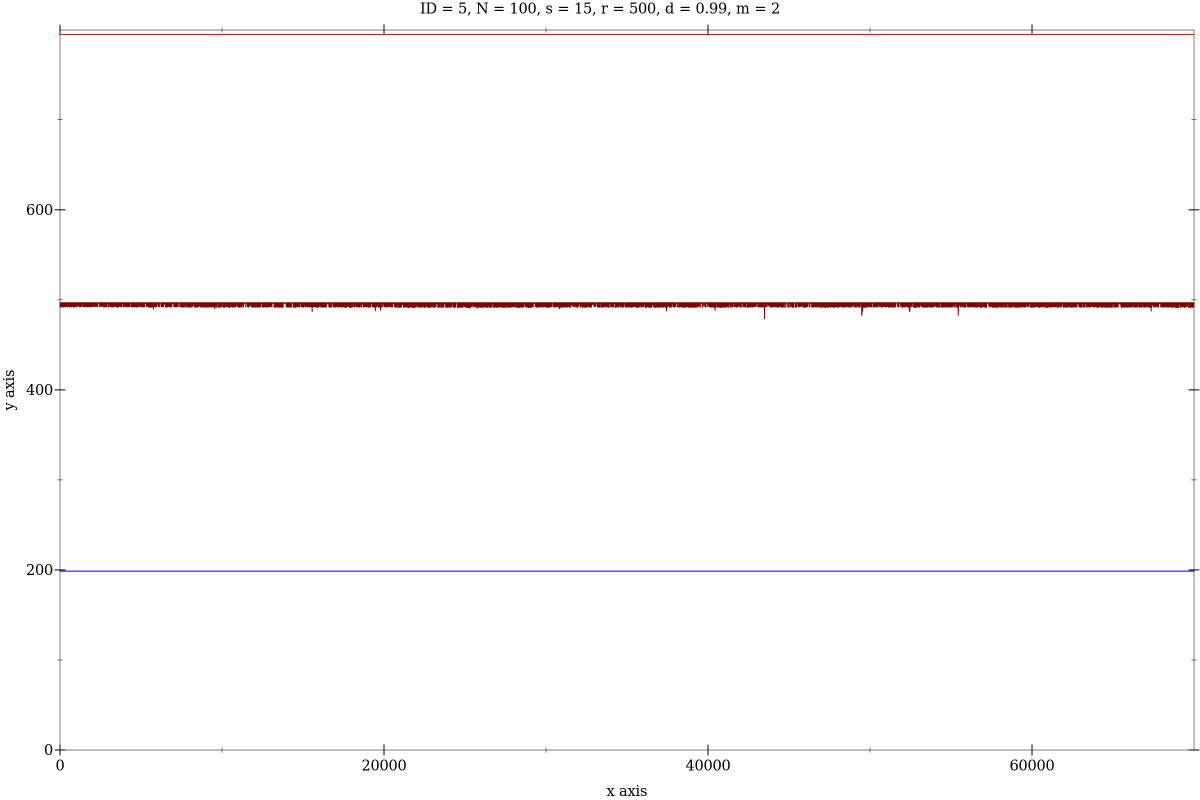 ID = 5, N = 100, s = 15, r = 500, d = 0.99, m = 2
600
400
200
0
y axis
0 20000 40000 60000
x axis